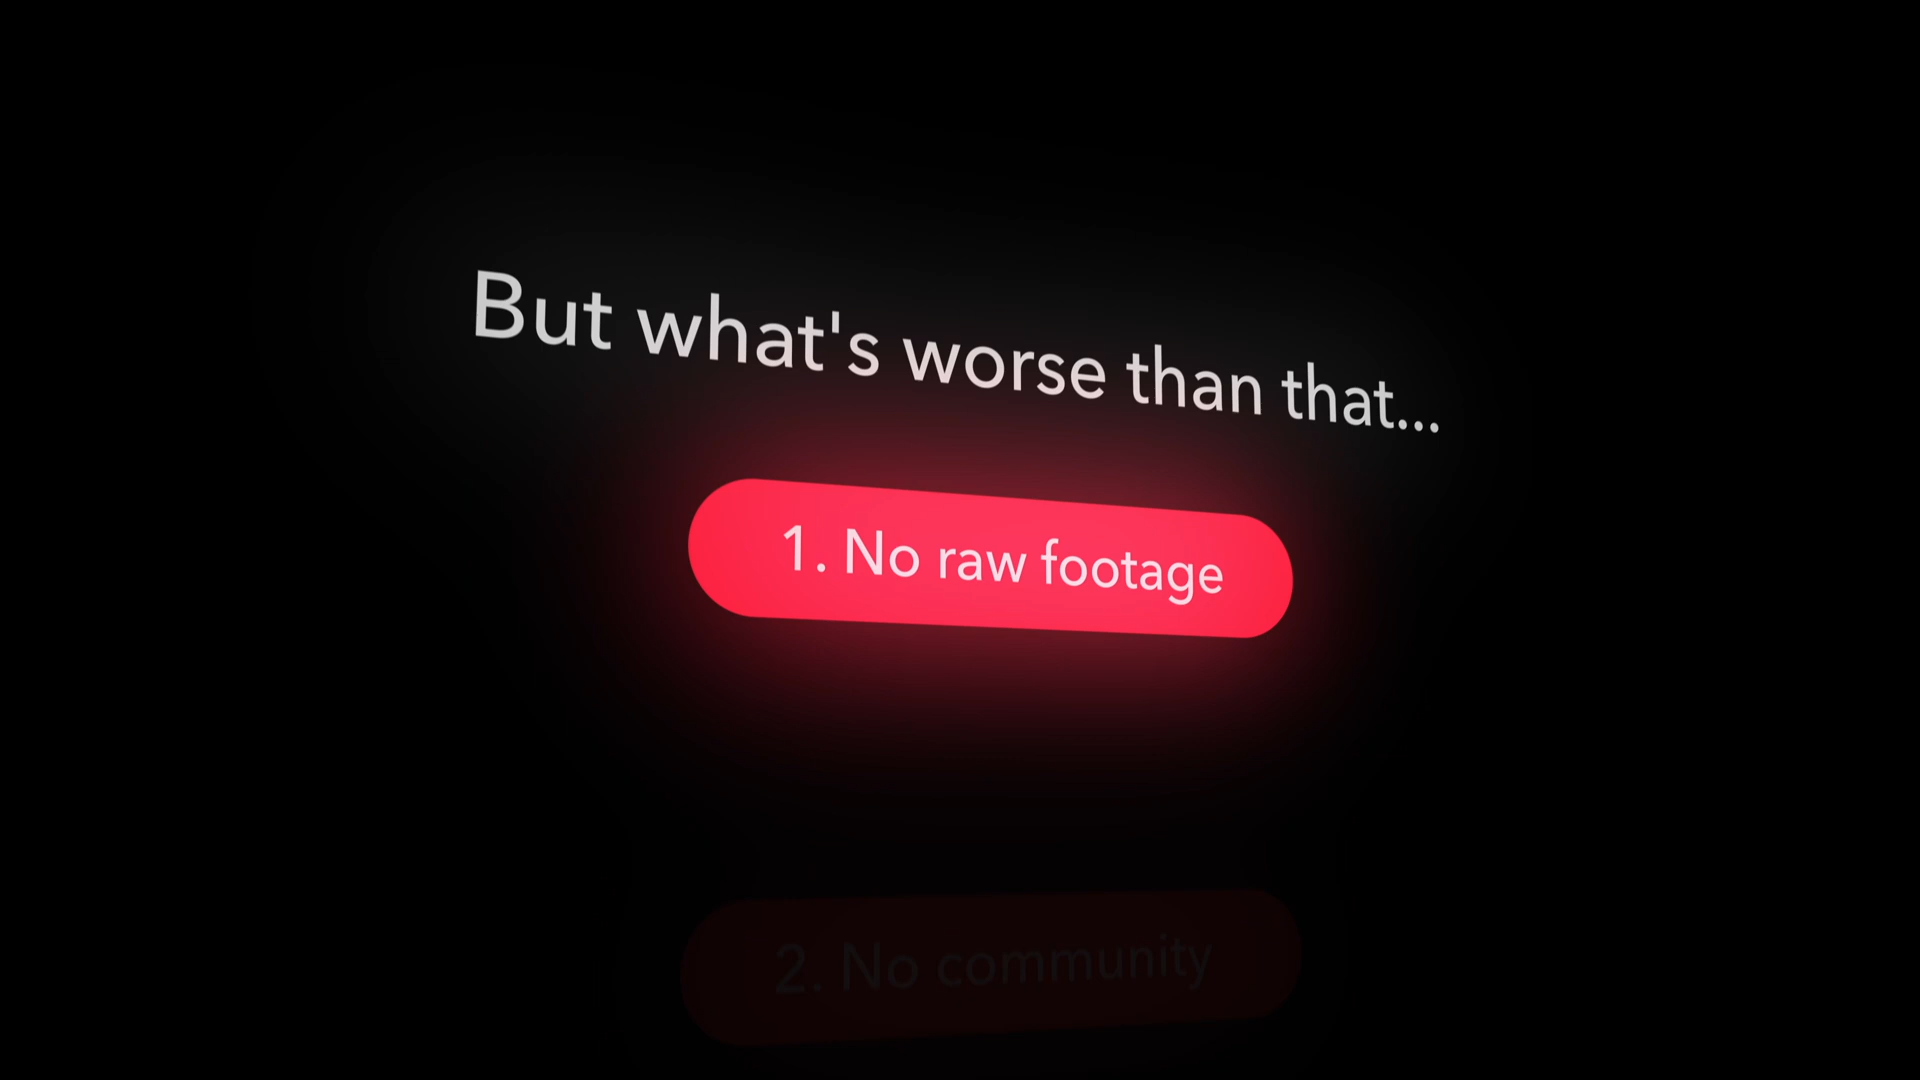 But what's worse than that...
1. No raw footage
2. No community